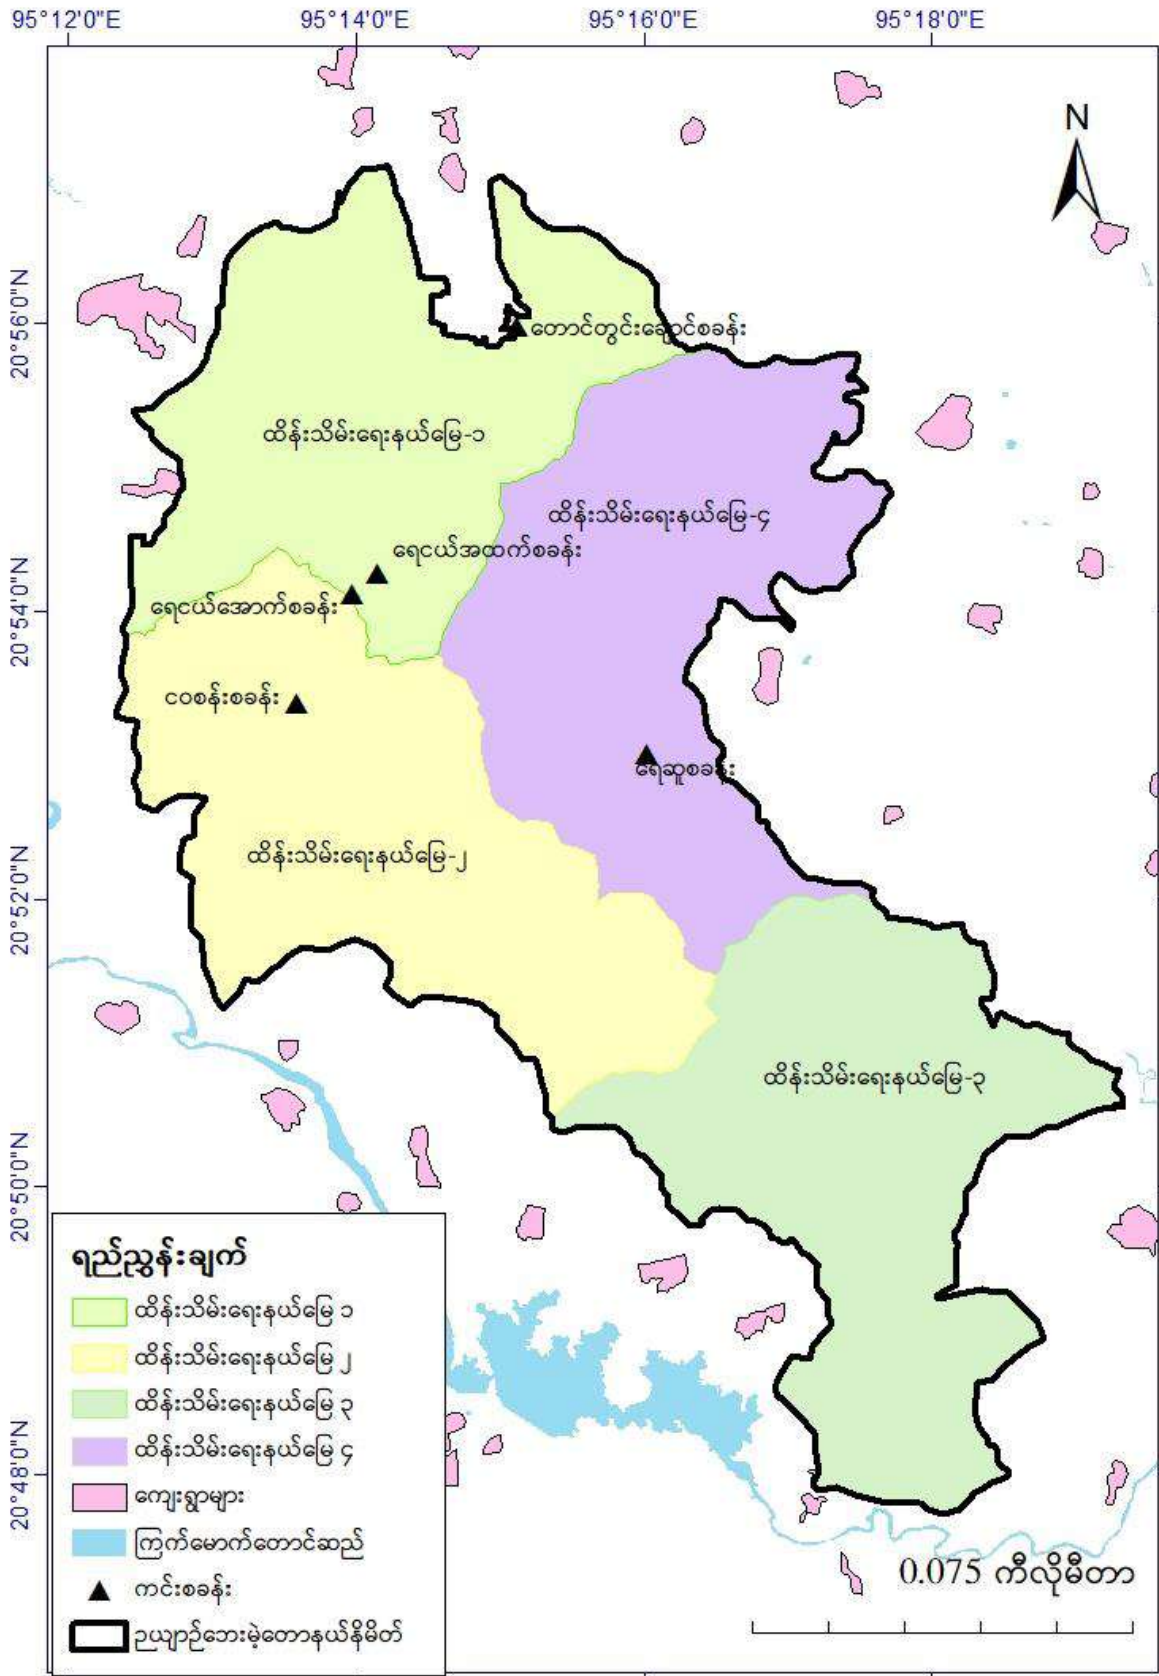 95°12'0"E 95°14'0"E 95°16'0"E 95°18'0"E
N
20°56'0"N
တောင်တွင်းချောင်စခန်း
ထိန်းသိမ်းရေးနယ်မြေ-၁
ထိန်းသိမ်းရေးနယ်မြေ-၄
ရေငယ်အထက်စခန်း
ရေငယ်အောက်စခန်း
20°54'0"N
ငဝစန်းစခန်း
ရေဆူစခန်း
ထိန်းသိမ်းရေးနယ်မြေ-၂
20°52'0"N
ထိန်းသိမ်းရေးနယ်မြေ-၃
20°50'0"N
ရည်ညွှန်းချက်
ထိန်းသိမ်းရေးနယ်မြေ ၁
ထိန်းသိမ်းရေးနယ်မြေ ၂
ထိန်းသိမ်းရေးနယ်မြေ ၃
ထိန်းသိမ်းရေးနယ်မြေ ၄
ကျေးရွာများ
ကြက်မောက်တောင်ဆည်
ကင်းစခန်း
ဥယျာဉ်ဘေးမဲ့တောနယ်နိမိတ်
20°48'0"N
0.075 ကီလိုမီတာ